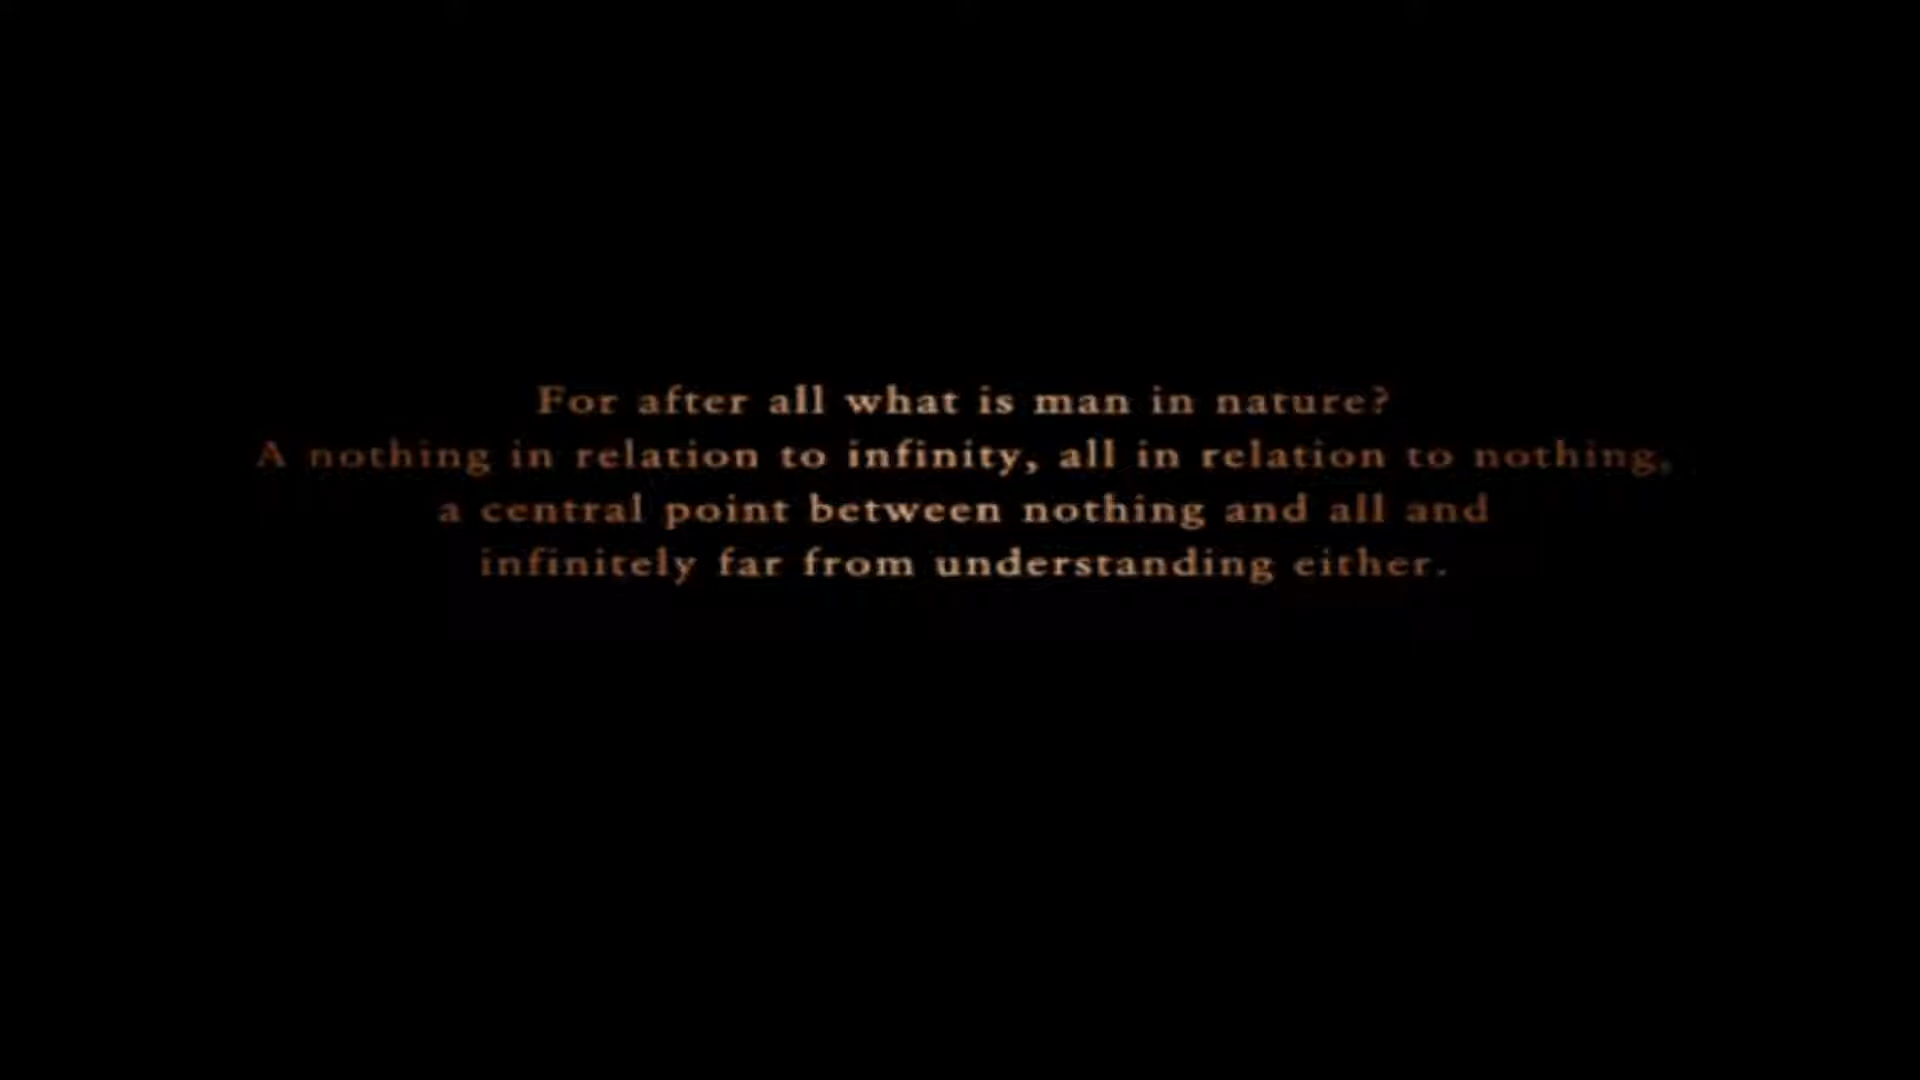 For after all what is man in nature?
A nothing in relation to infinity, all in relation to nothing,
a central point between nothing and all and
infinitely far from understanding either.